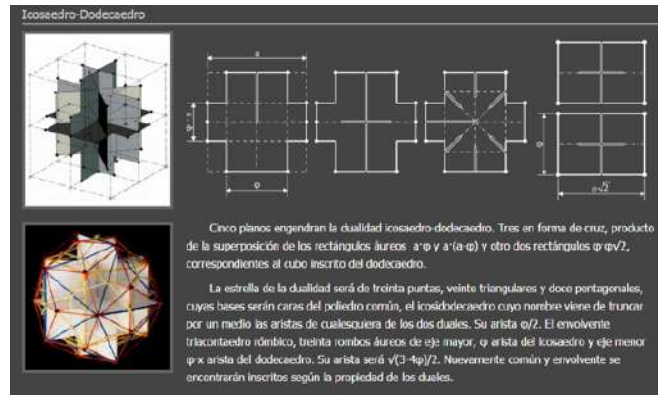 Icosaedro-Dodecaedro
a
φ
φ
a√2
Cinco planos engendran la dualidad icosaedro-dodecaedro. Tres en forma de cruz, producto
de la superposición de los rectángulos áureos a·φ y a·(a-φ) y otro dos rectángulos φ·φ√2,
correspondientes al cubo inscrito del dodecaedro.
La estrella de la dualidad será de treinta puntas, veinte triangulares y doce pentagonales,
cuyas bases serán caras del poliedro común, el icosidodecaedro cuyo nombre viene de truncar
por un medio las aristas de cualesquiera de los dos duales. Su arista φ/2. El envolvente
triacontaedro rómbico, treinta rombos áureos de eje mayor, φ arista del icosaedro y eje menor
φ·x arista del dodecaedro. Su arista será √(3-4φ)/2. Nuevamente común y envolvente se
encontrarán inscritos según la propiedad de los duales.